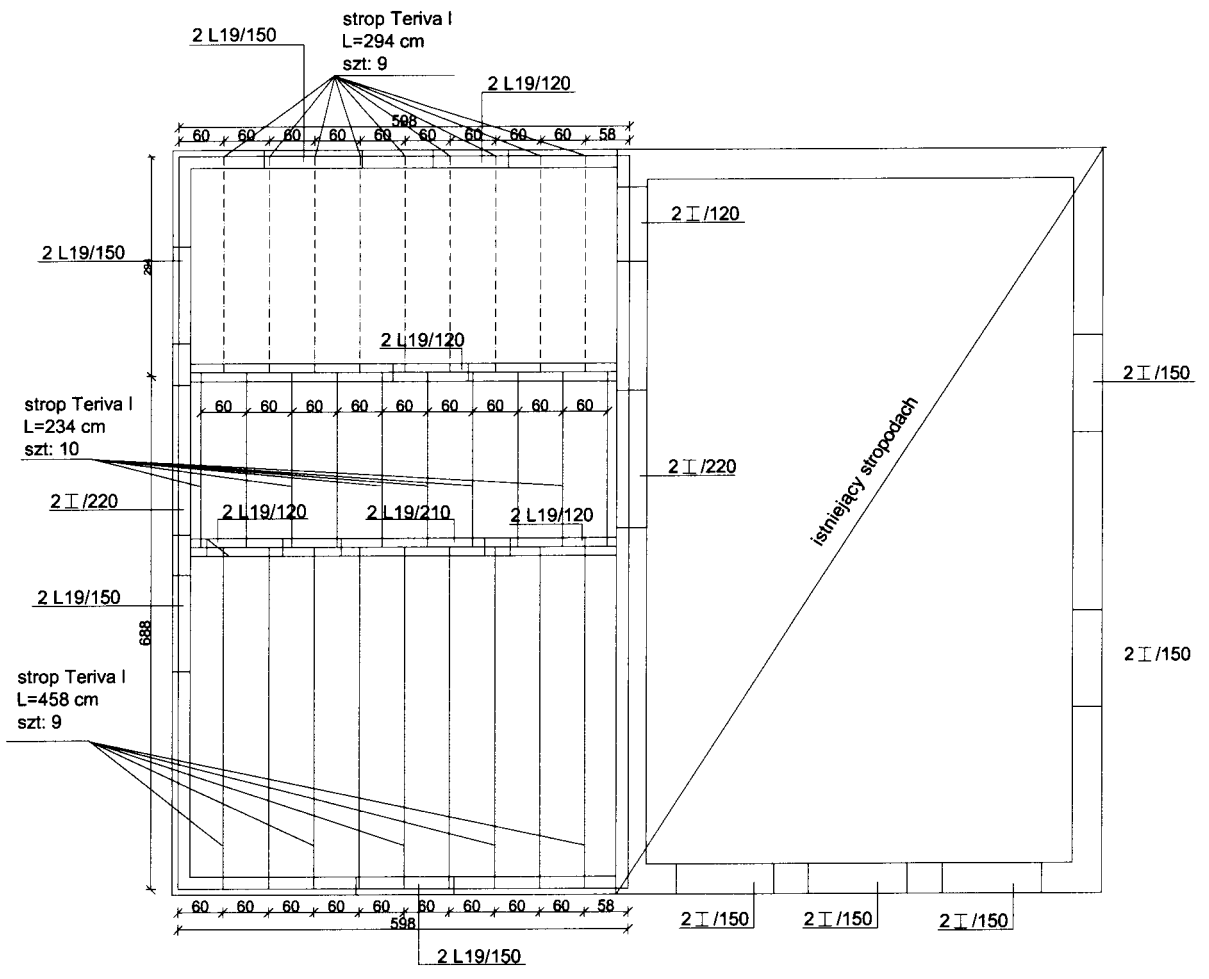 strop Teriva I
L=294 cm
szt: 9
2 L19/150
2 L19/120
598
60 60 60 60 60 60 60 60 60 58
2 I/120
2 L19/150
294
2 L19/120
2 I/150
strop Teriva I
L=234 cm
szt: 10
60 60 60 60 60 60 60 60 60
istniejący stropodach
2 I/220
2 I/220
2 L19/120
2 L19/210
2 L19/120
2 L19/150
688
2 I/150
strop Teriva I
L=458 cm
szt: 9
60 60 60 60 60 60 60 60 60 58
598
2 I/150
2 I/150
2 I/150
2 L19/150